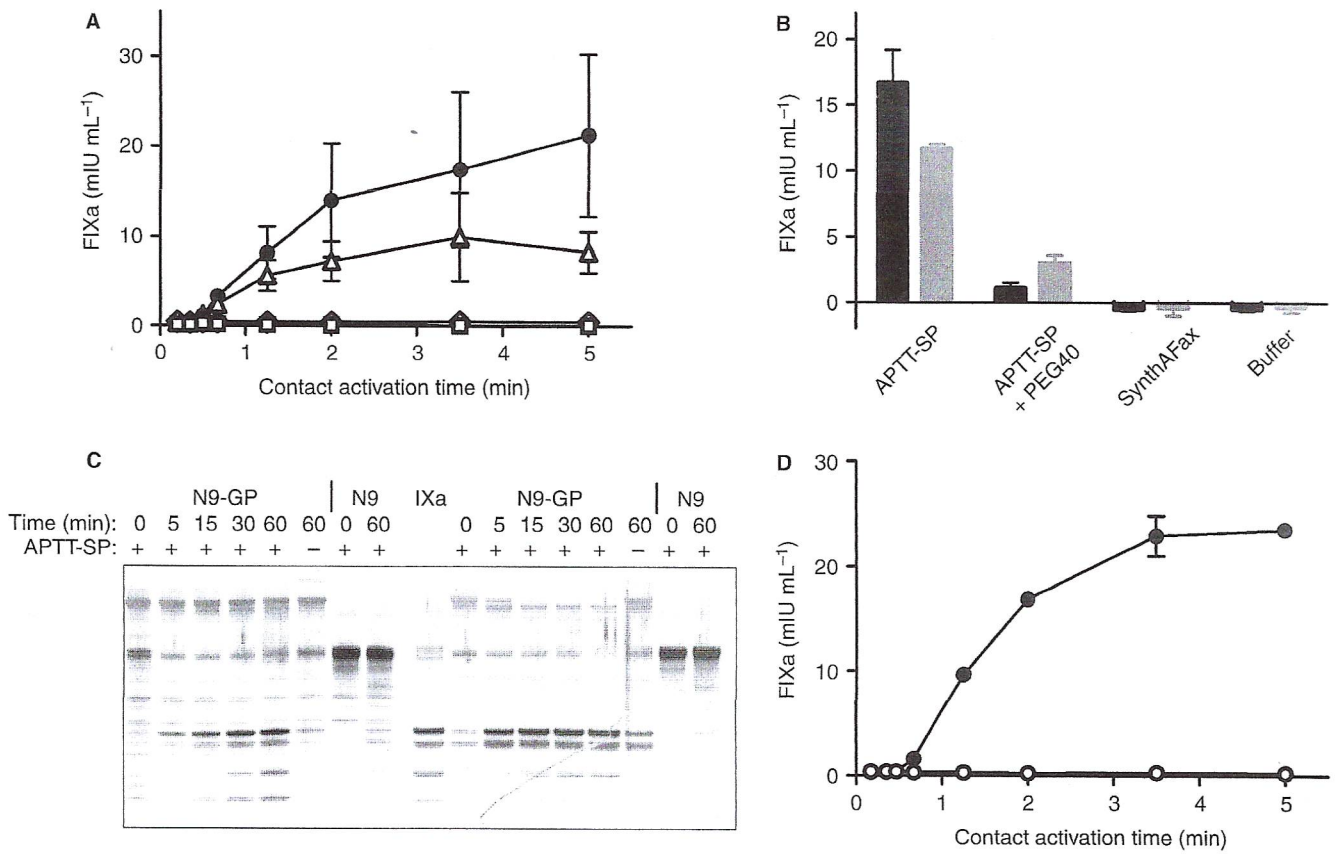 A
30
20
10
0
FIXa (mIU mL−1)
0 1 2 3 4 5
Contact activation time (min)
B
20
15
10
5
0
FIXa (mIU mL−1)
APTT-SP
APTT-SP
+ PEG40
SynthAFax
Buffer
C
N9-GP N9 IXa N9-GP N9
Time (min): 0 5 15 30 60 60 0 60 0 5 15 30 60 60 0 60
APTT-SP: + + + + + − + + + + + + + − + +
D
30
20
10
0
FIXa (mIU mL−1)
0 1 2 3 4 5
Contact activation time (min)